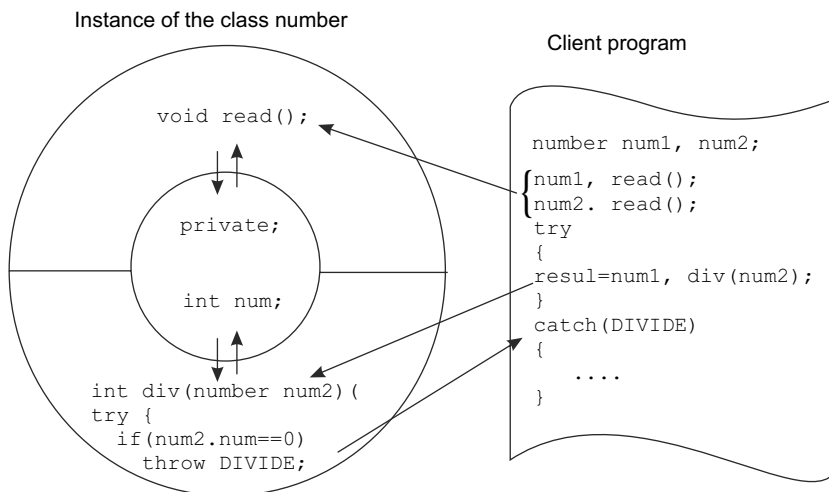 Instance of the class number
void read();
private;
int num;
int div(number num2)(
try {
if(num2.num==0)
throw DIVIDE;
Client program
number num1, num2;
num1, read();
num2. read();
try
{
resul=num1, div(num2);
}
catch(DIVIDE)
{
....
}